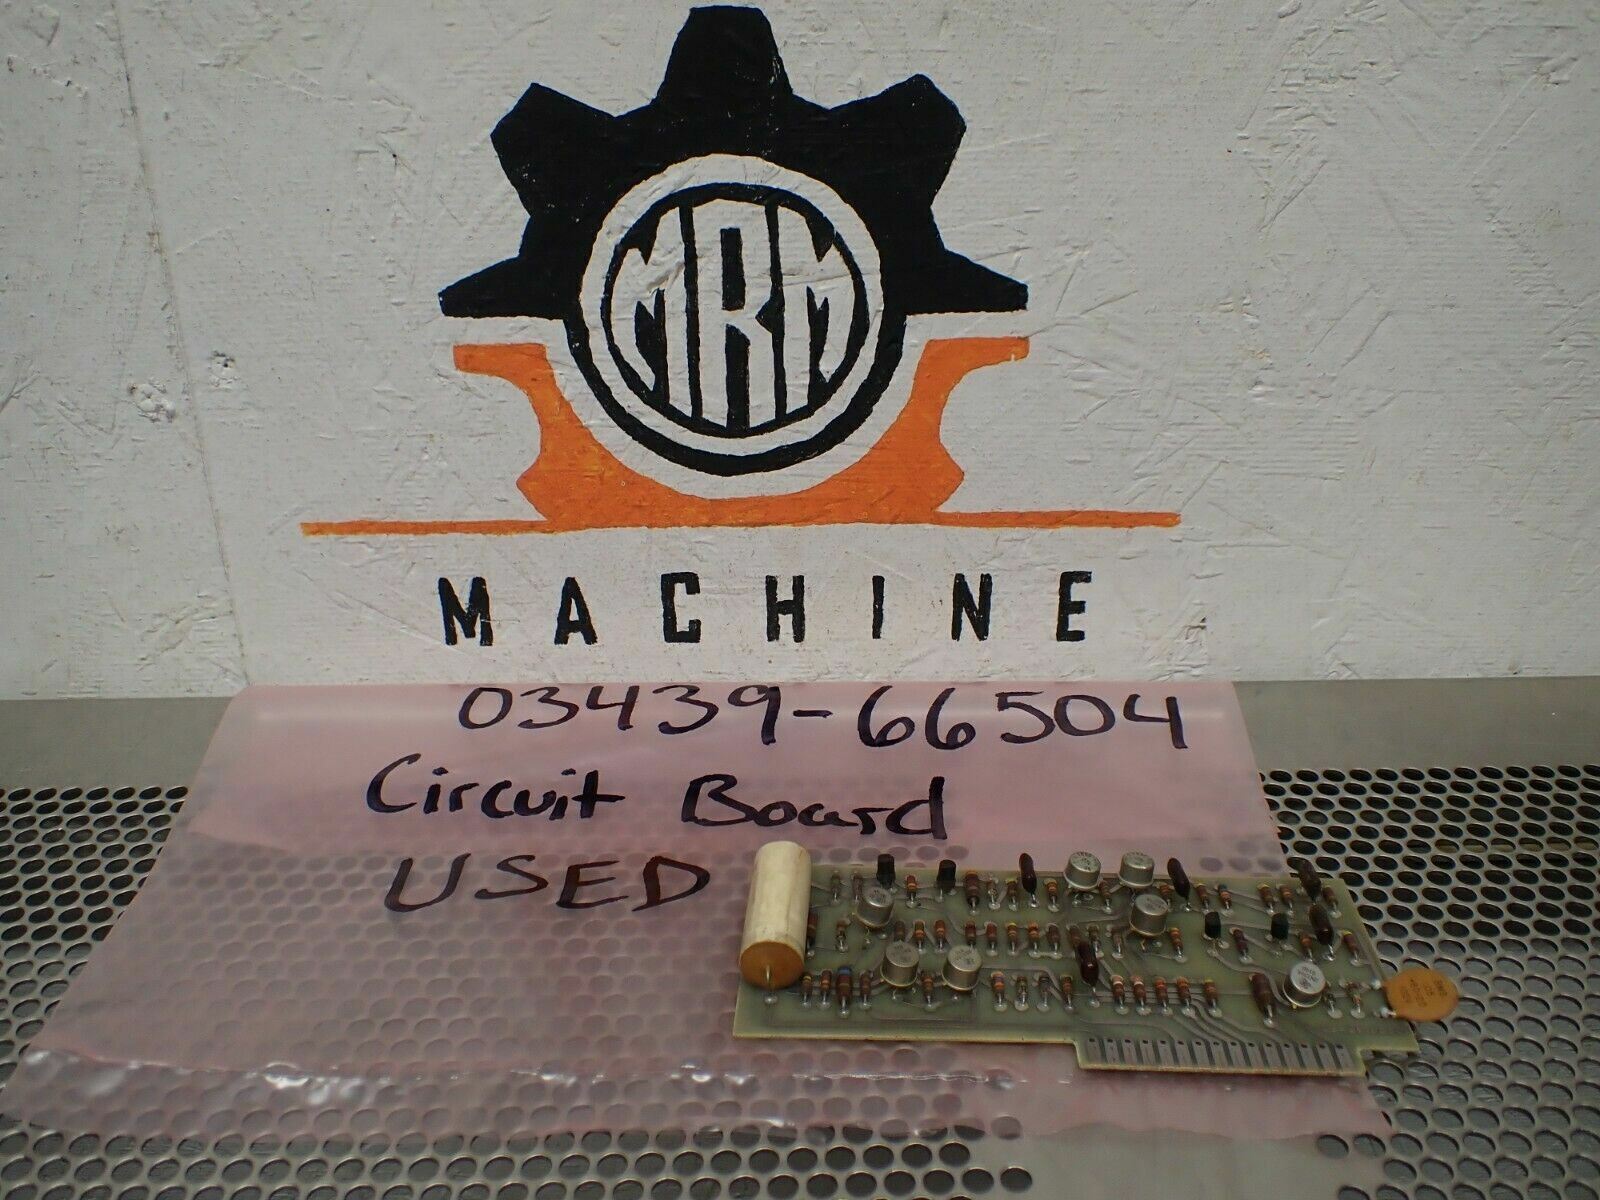 MRM
MACHINE
03439-66504
Circuit Board
USED